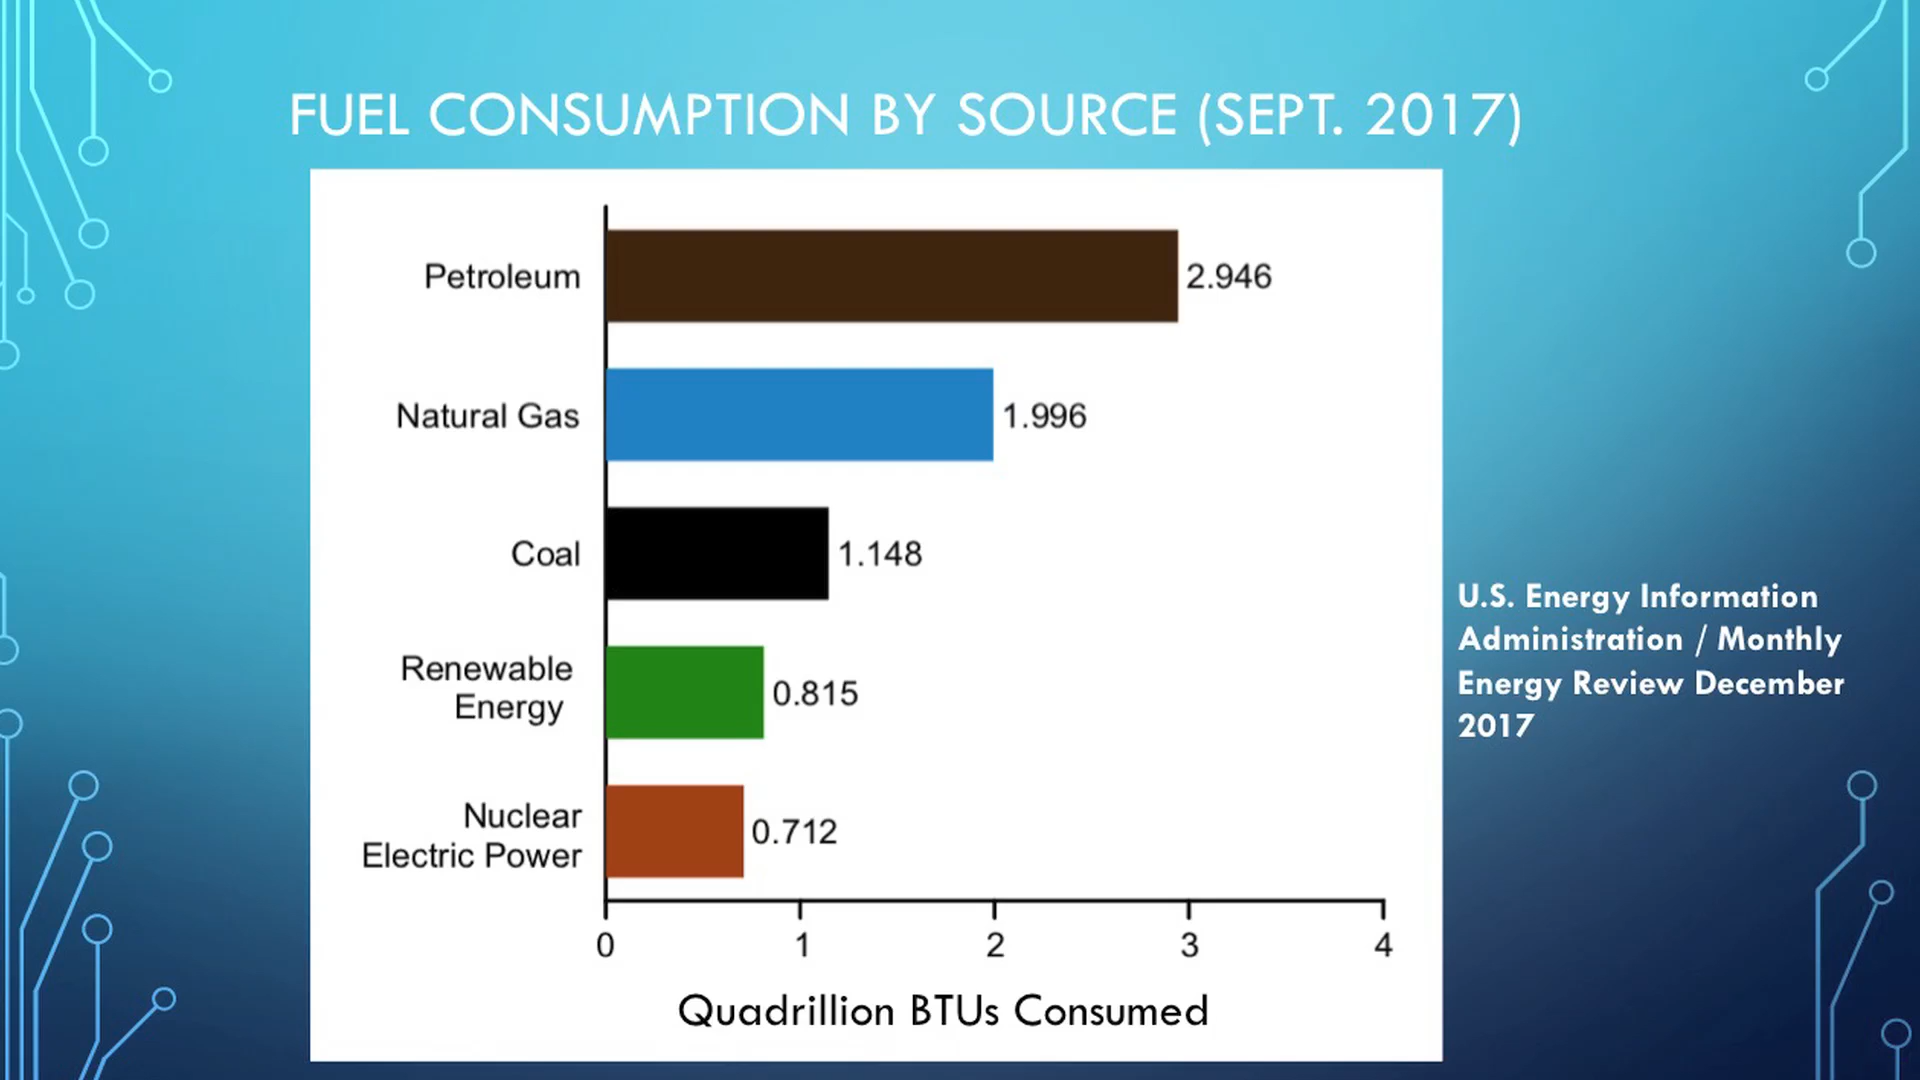 FUEL CONSUMPTION BY SOURCE (SEPT. 2017)
Petroleum 2.946
Natural Gas 1.996
Coal 1.148
Renewable
Energy
0.815
Nuclear
Electric Power
0.712
0 1 2 3 4
Quadrillion BTUs Consumed
U.S. Energy Information
Administration / Monthly
Energy Review December
2017